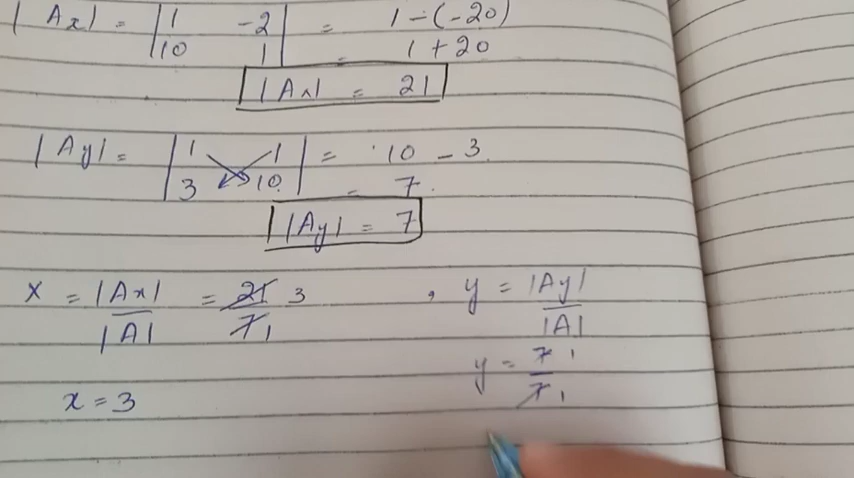 |Ax| = |1 -2| = 1-(-20)
|10 1| = 1+20
|Ax| = 21
|Ay| = |1 1| = 10 - 3
|3 10| = 7
|Ay| = 7
x = |Ax| = 21 3 , y = |Ay|
|A| 7 1 |A|
y = 7 1
x = 3 7 1